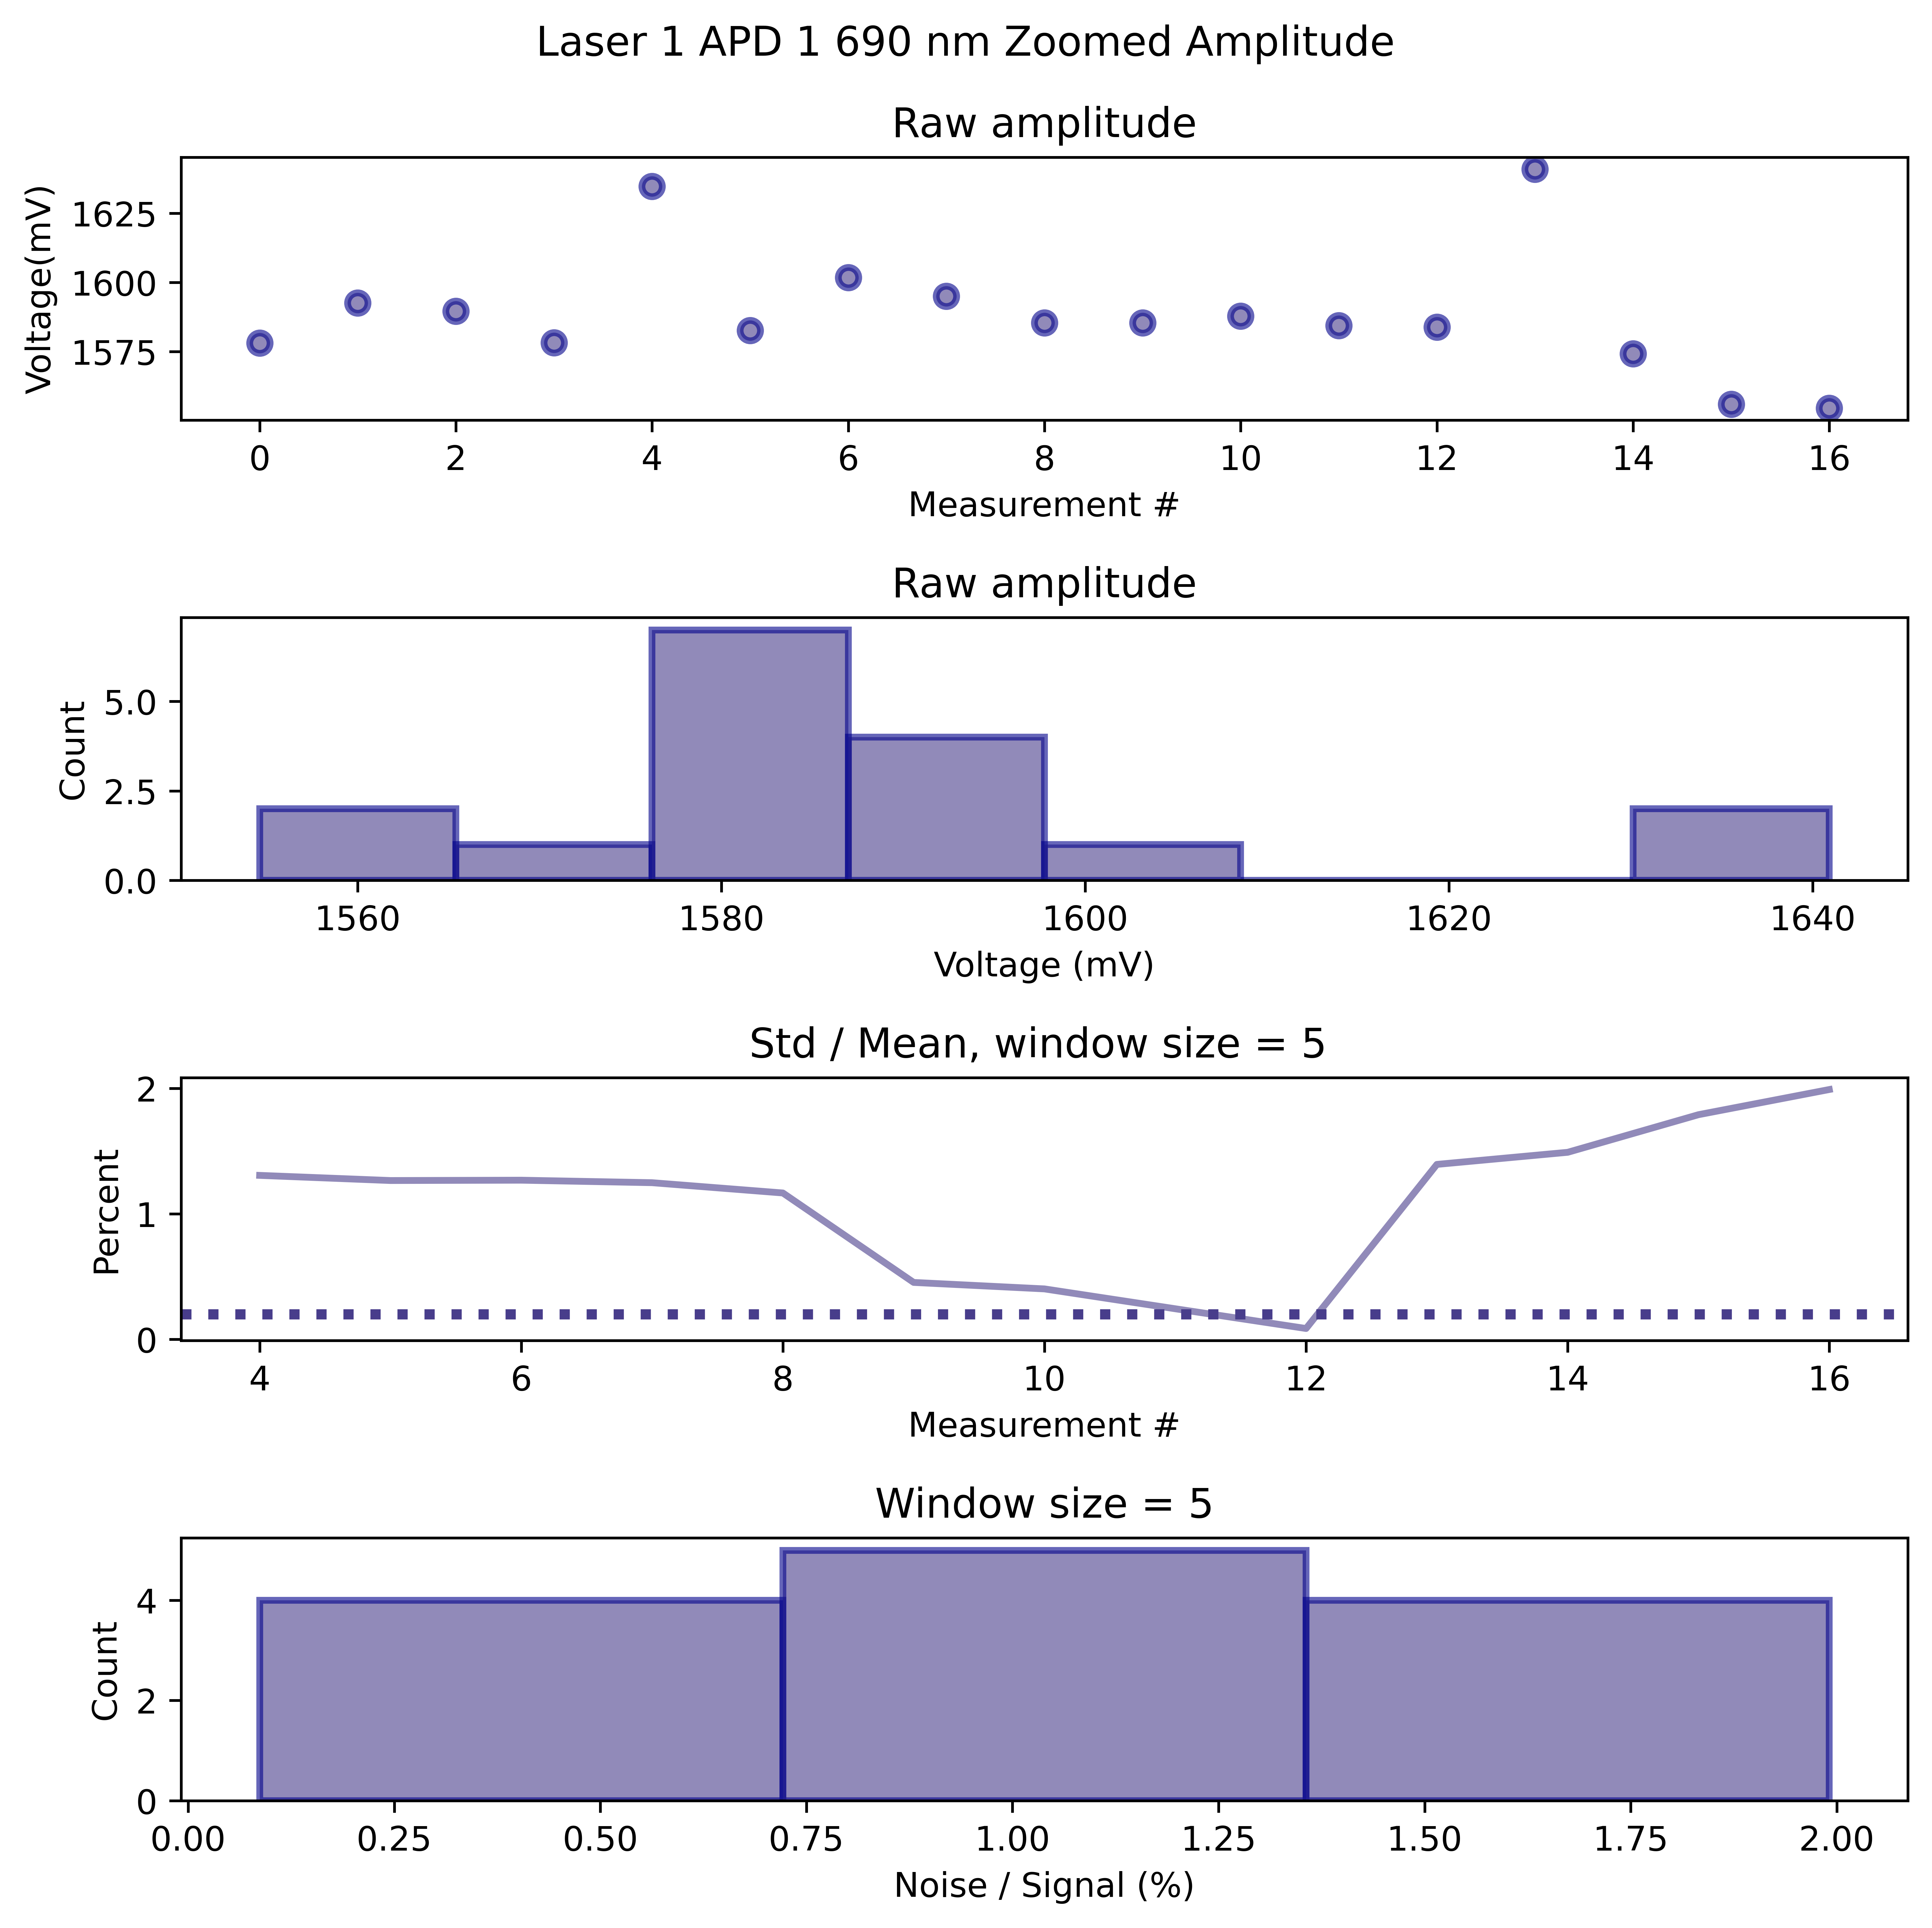 Laser 1 APD 1 690 nm Zoomed Amplitude
Raw amplitude
Voltage(mV)
1625
1600
1575
0 2 4 6 8 10 12 14 16
Measurement #
Raw amplitude
Count
5.0
2.5
0.0
1560 1580 1600 1620 1640
Voltage (mV)
Std / Mean, window size = 5
Percent
2
1
0
4 6 8 10 12 14 16
Measurement #
Window size = 5
Count
4
2
0
0.00 0.25 0.50 0.75 1.00 1.25 1.50 1.75 2.00
Noise / Signal (%)